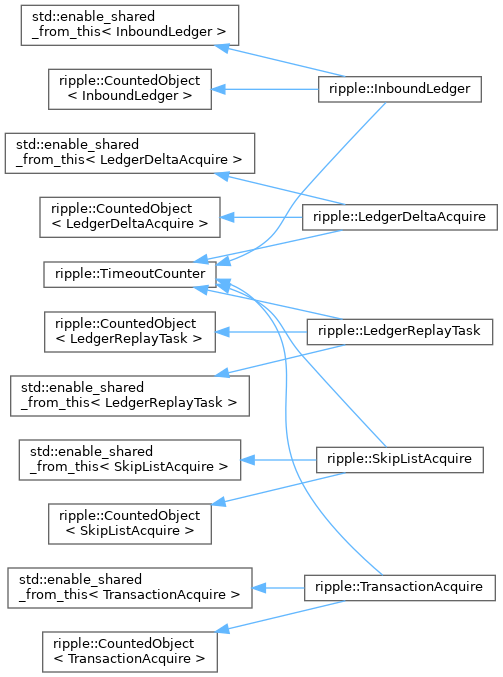 std::enable_shared
_from_this< InboundLedger >
ripple::CountedObject
< InboundLedger >
ripple::InboundLedger
std::enable_shared
_from_this< LedgerDeltaAcquire >
ripple::CountedObject
< LedgerDeltaAcquire >
ripple::LedgerDeltaAcquire
ripple::TimeoutCounter
ripple::CountedObject
< LedgerReplayTask >
ripple::LedgerReplayTask
std::enable_shared
_from_this< LedgerReplayTask >
std::enable_shared
_from_this< SkipListAcquire >
ripple::SkipListAcquire
ripple::CountedObject
< SkipListAcquire >
std::enable_shared
_from_this< TransactionAcquire >
ripple::TransactionAcquire
ripple::CountedObject
< TransactionAcquire >